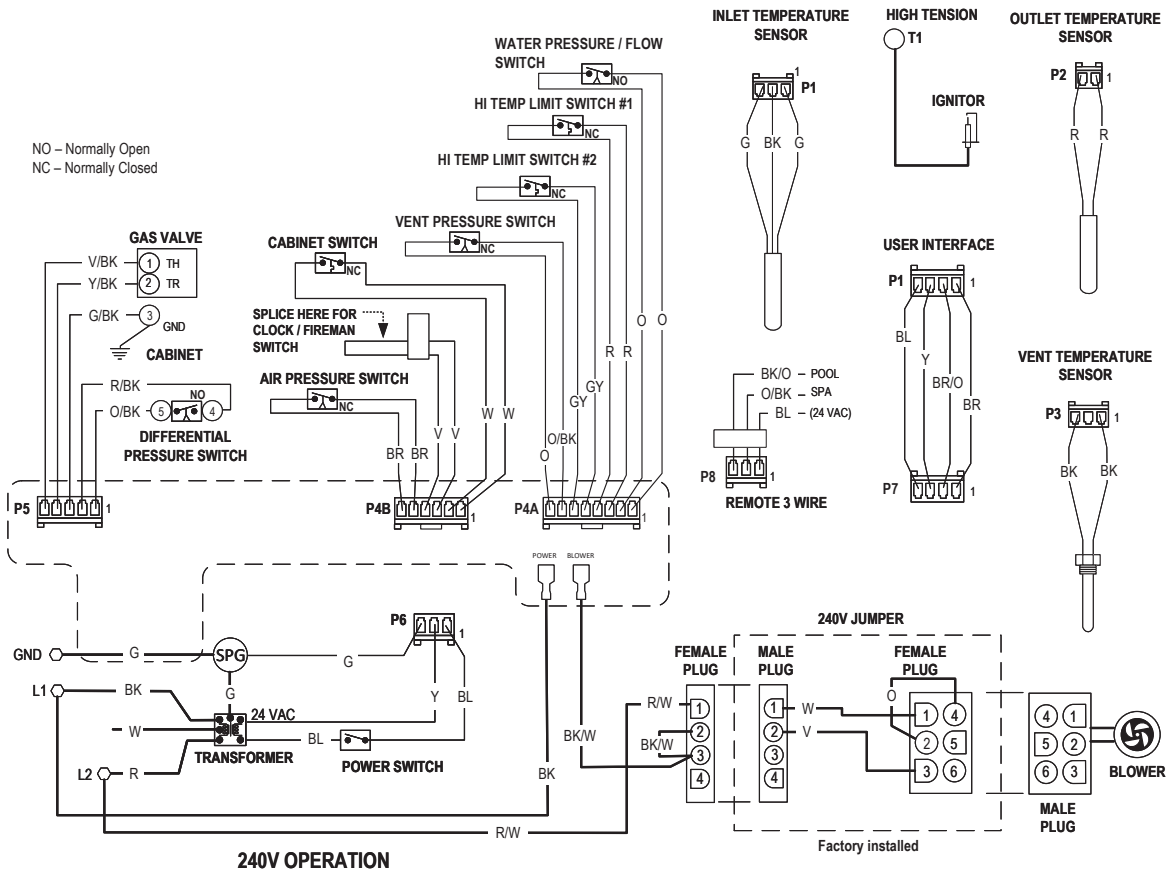 INLET TEMPERATURE
SENSOR
1
P1
G
BK
G
HIGH TENSION
T1
IGNITOR
OUTLET TEMPERATURE
SENSOR
P2
1
R
R
WATER PRESSURE / FLOW
SWITCH
NO
HI TEMP LIMIT SWITCH #1
NC
HI TEMP LIMIT SWITCH #2
NC
VENT PRESSURE SWITCH
NC
NO – Normally Open
NC – Normally Closed
GAS VALVE
V/BK
1
TH
Y/BK
2
TR
G/BK
3
GND
CABINET
R/BK
NO
O/BK
5
4
DIFFERENTIAL
PRESSURE SWITCH
CABINET SWITCH
NC
SPLICE HERE FOR
CLOCK / FIREMAN
SWITCH
AIR PRESSURE SWITCH
NC
BR
BR
V
V
W
W
O
O/BK
GY
GY
R
R
O
O
USER INTERFACE
P1
1
BL
Y
BR/O
BR
P7
1
BK/O – POOL
O/BK – SPA
BL – (24 VAC)
P8
1
REMOTE 3 WIRE
VENT TEMPERATURE
SENSOR
P3
1
BK
BK
P5
1
P4B
1
P4A
1
POWER
BLOWER
P6
1
GND
G
SPG
G
G
Y
BL
L1
BK
24 VAC
W
BL
TRANSFORMER
POWER SWITCH
L2
R
BK
BK/W
R/W
R/W
BK/W
FEMALE
PLUG
1
2
3
4
240V JUMPER
MALE
PLUG
1
2
3
4
W
V
FEMALE
PLUG
O
1
4
2
5
3
6
4
1
5
2
6
3
MALE
PLUG
BLOWER
Factory installed
240V OPERATION